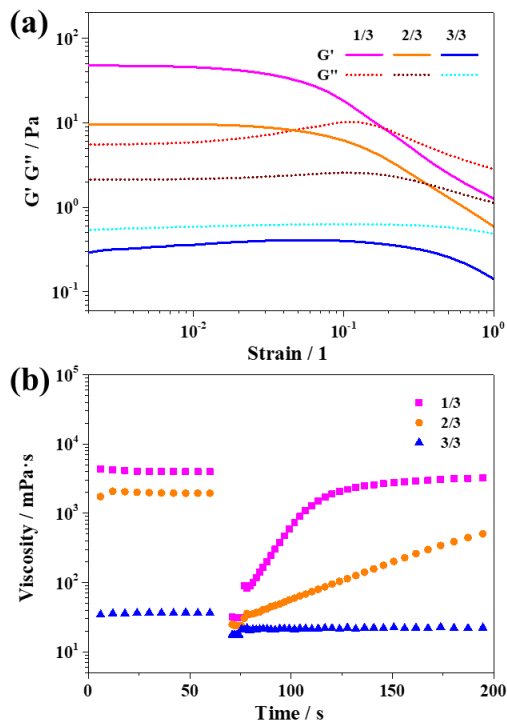 (a)
1/3 2/3 3/3
G'
G''
10²
10¹
10⁰
10⁻¹
G' G'' / Pa
10⁻² 10⁻¹ 10⁰
Strain / 1
(b)
10⁵
10⁴
10³
10²
10¹
Viscosity / mPa·s
1/3
2/3
3/3
0 50 100 150 200
Time / s